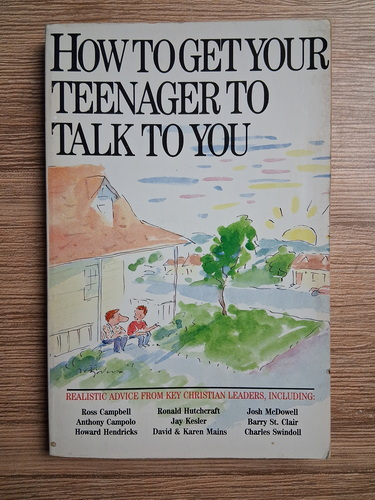 HOW TO GET YOUR
TEENAGER TO
TALK TO YOU
REALISTIC ADVICE FROM KEY CHRISTIAN LEADERS, INCLUDING:
Ross Campbell Ronald Hutchcraft Josh McDowell
Anthony Campolo Jay Kesler Barry St. Clair
Howard Hendricks David & Karen Mains Charles Swindoll